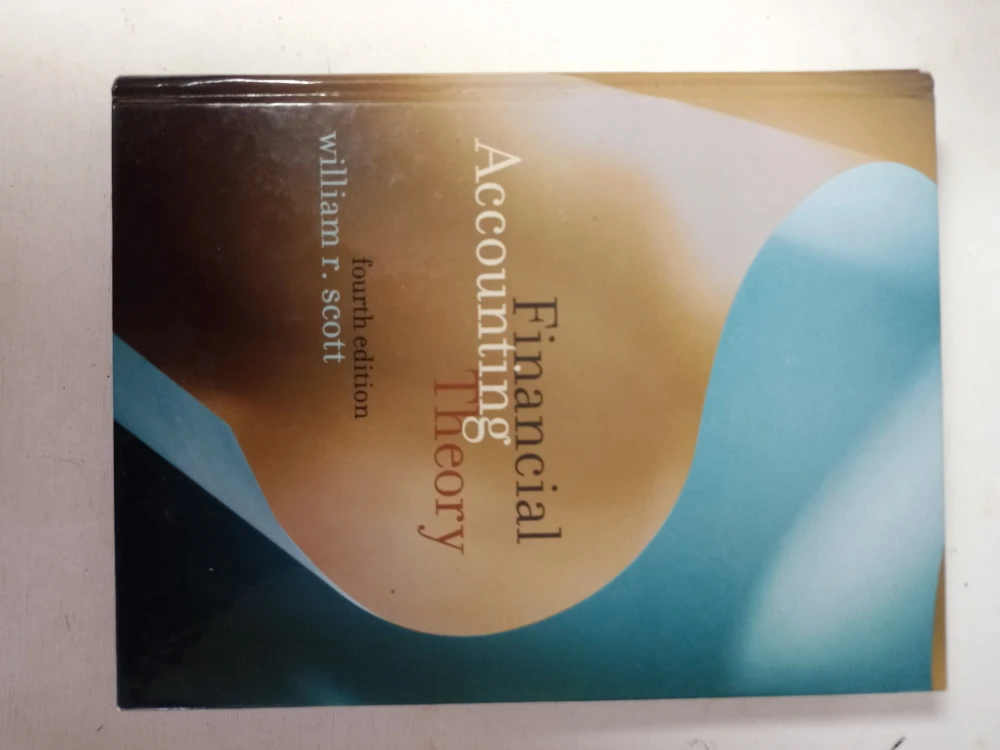 Financial
Accounting
Theory
fourth edition
william r. scott